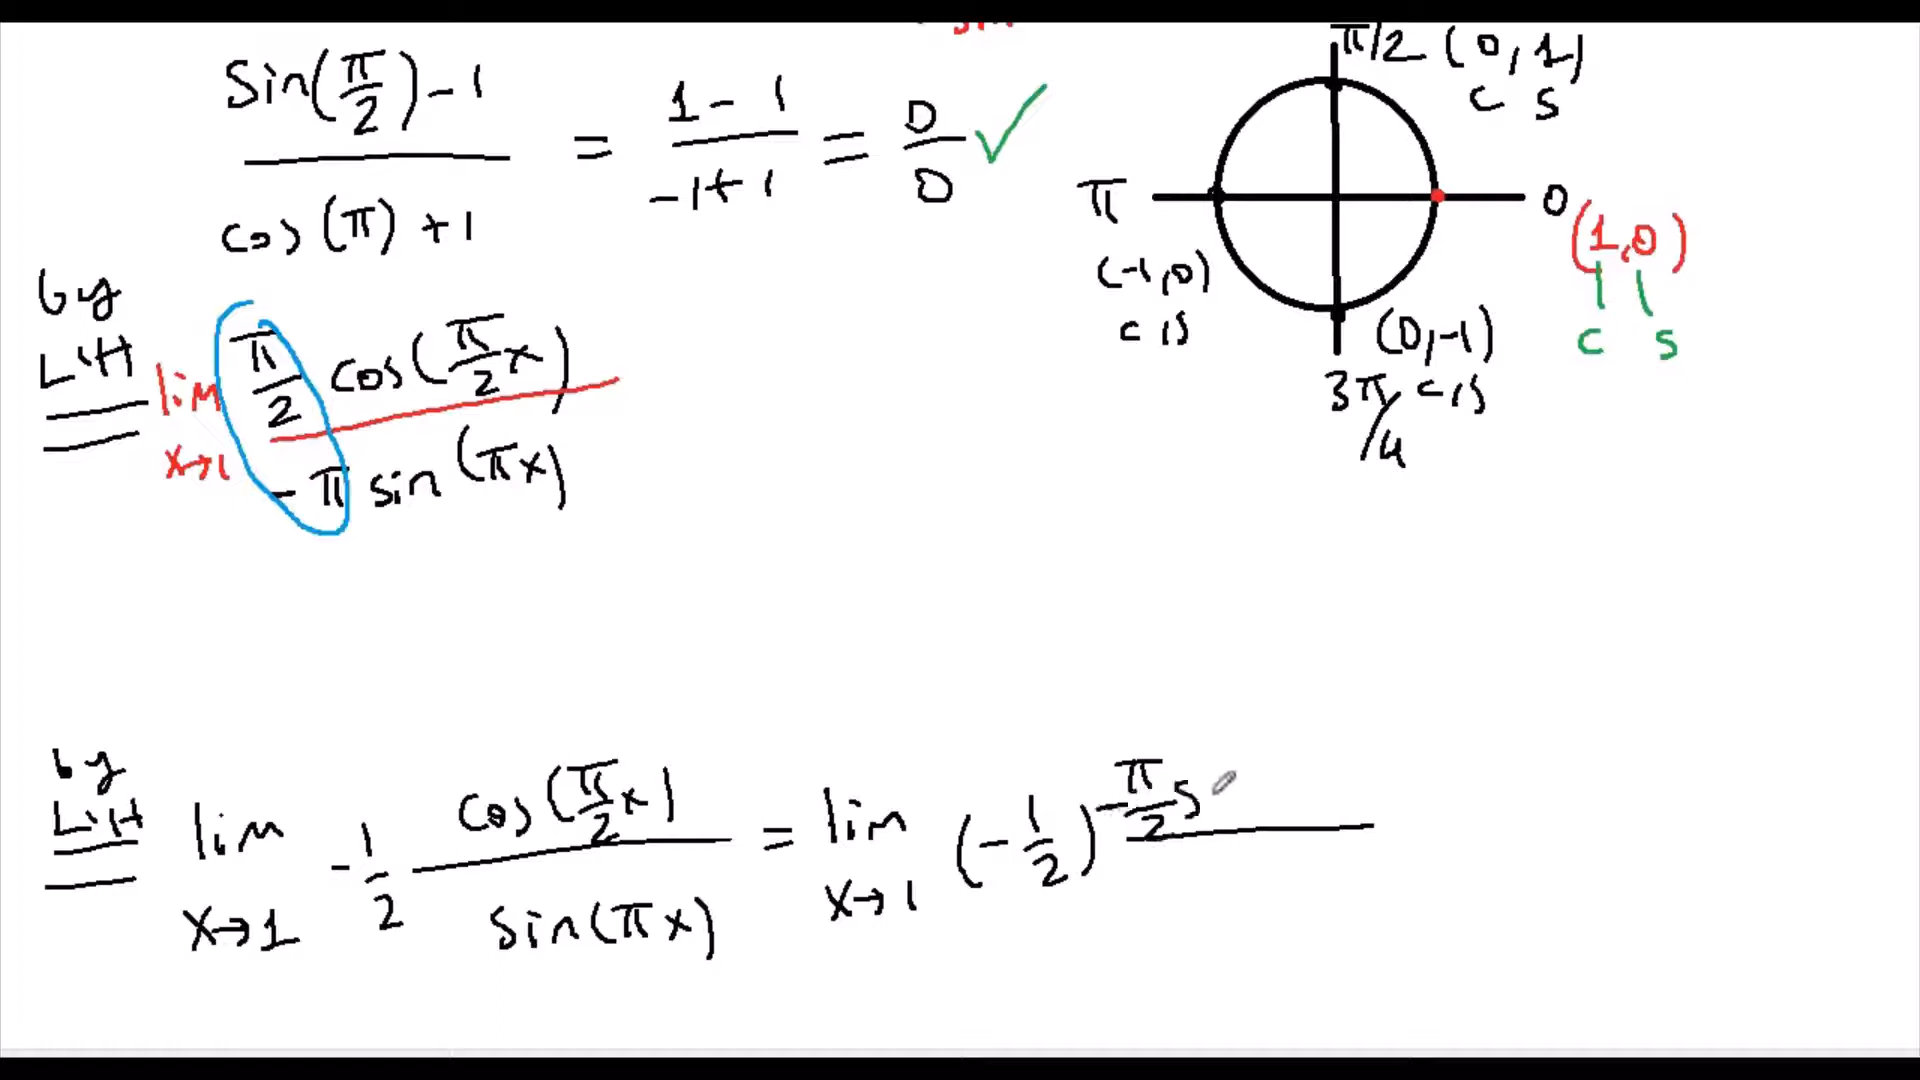 sin
Sin(π/2) - 1 / cos(π) + 1 = 1 - 1 / -1 + 1 = 0/0 ✓
π/2 (0, 1)
c s
π
0
(1,0)
c s
(-1,0)
c ,s
(0,-1)
c ,s
3π/4
by
L'H
lim x→1 π/2 cos(π/2 x) / -π sin(πx)
by
L'H
lim x→1 -1/2 cos(π/2 x) / sin(πx) = lim x→1 (-1/2) -π/2 s